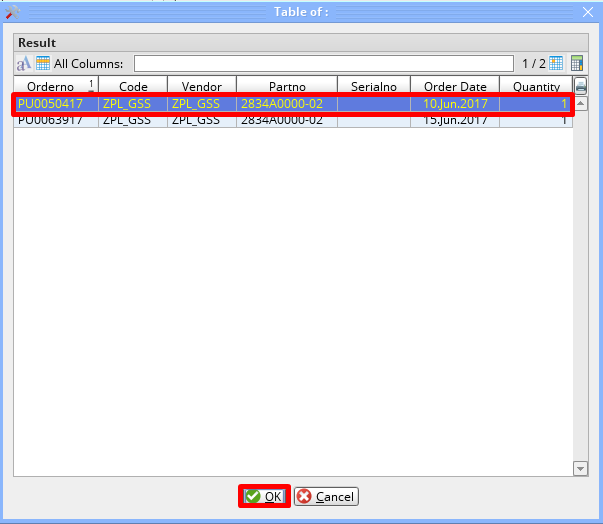 Table of :
Result
a All Columns: 1 / 2
Orderno 1 Code Vendor Partno Serialno Order Date Quantity
PU0050417 ZPL_GSS ZPL_GSS 2834A0000-02 10.Jun.2017 1
PU0063917 ZPL_GSS ZPL_GSS 2834A0000-02 15.Jun.2017 1
OK Cancel